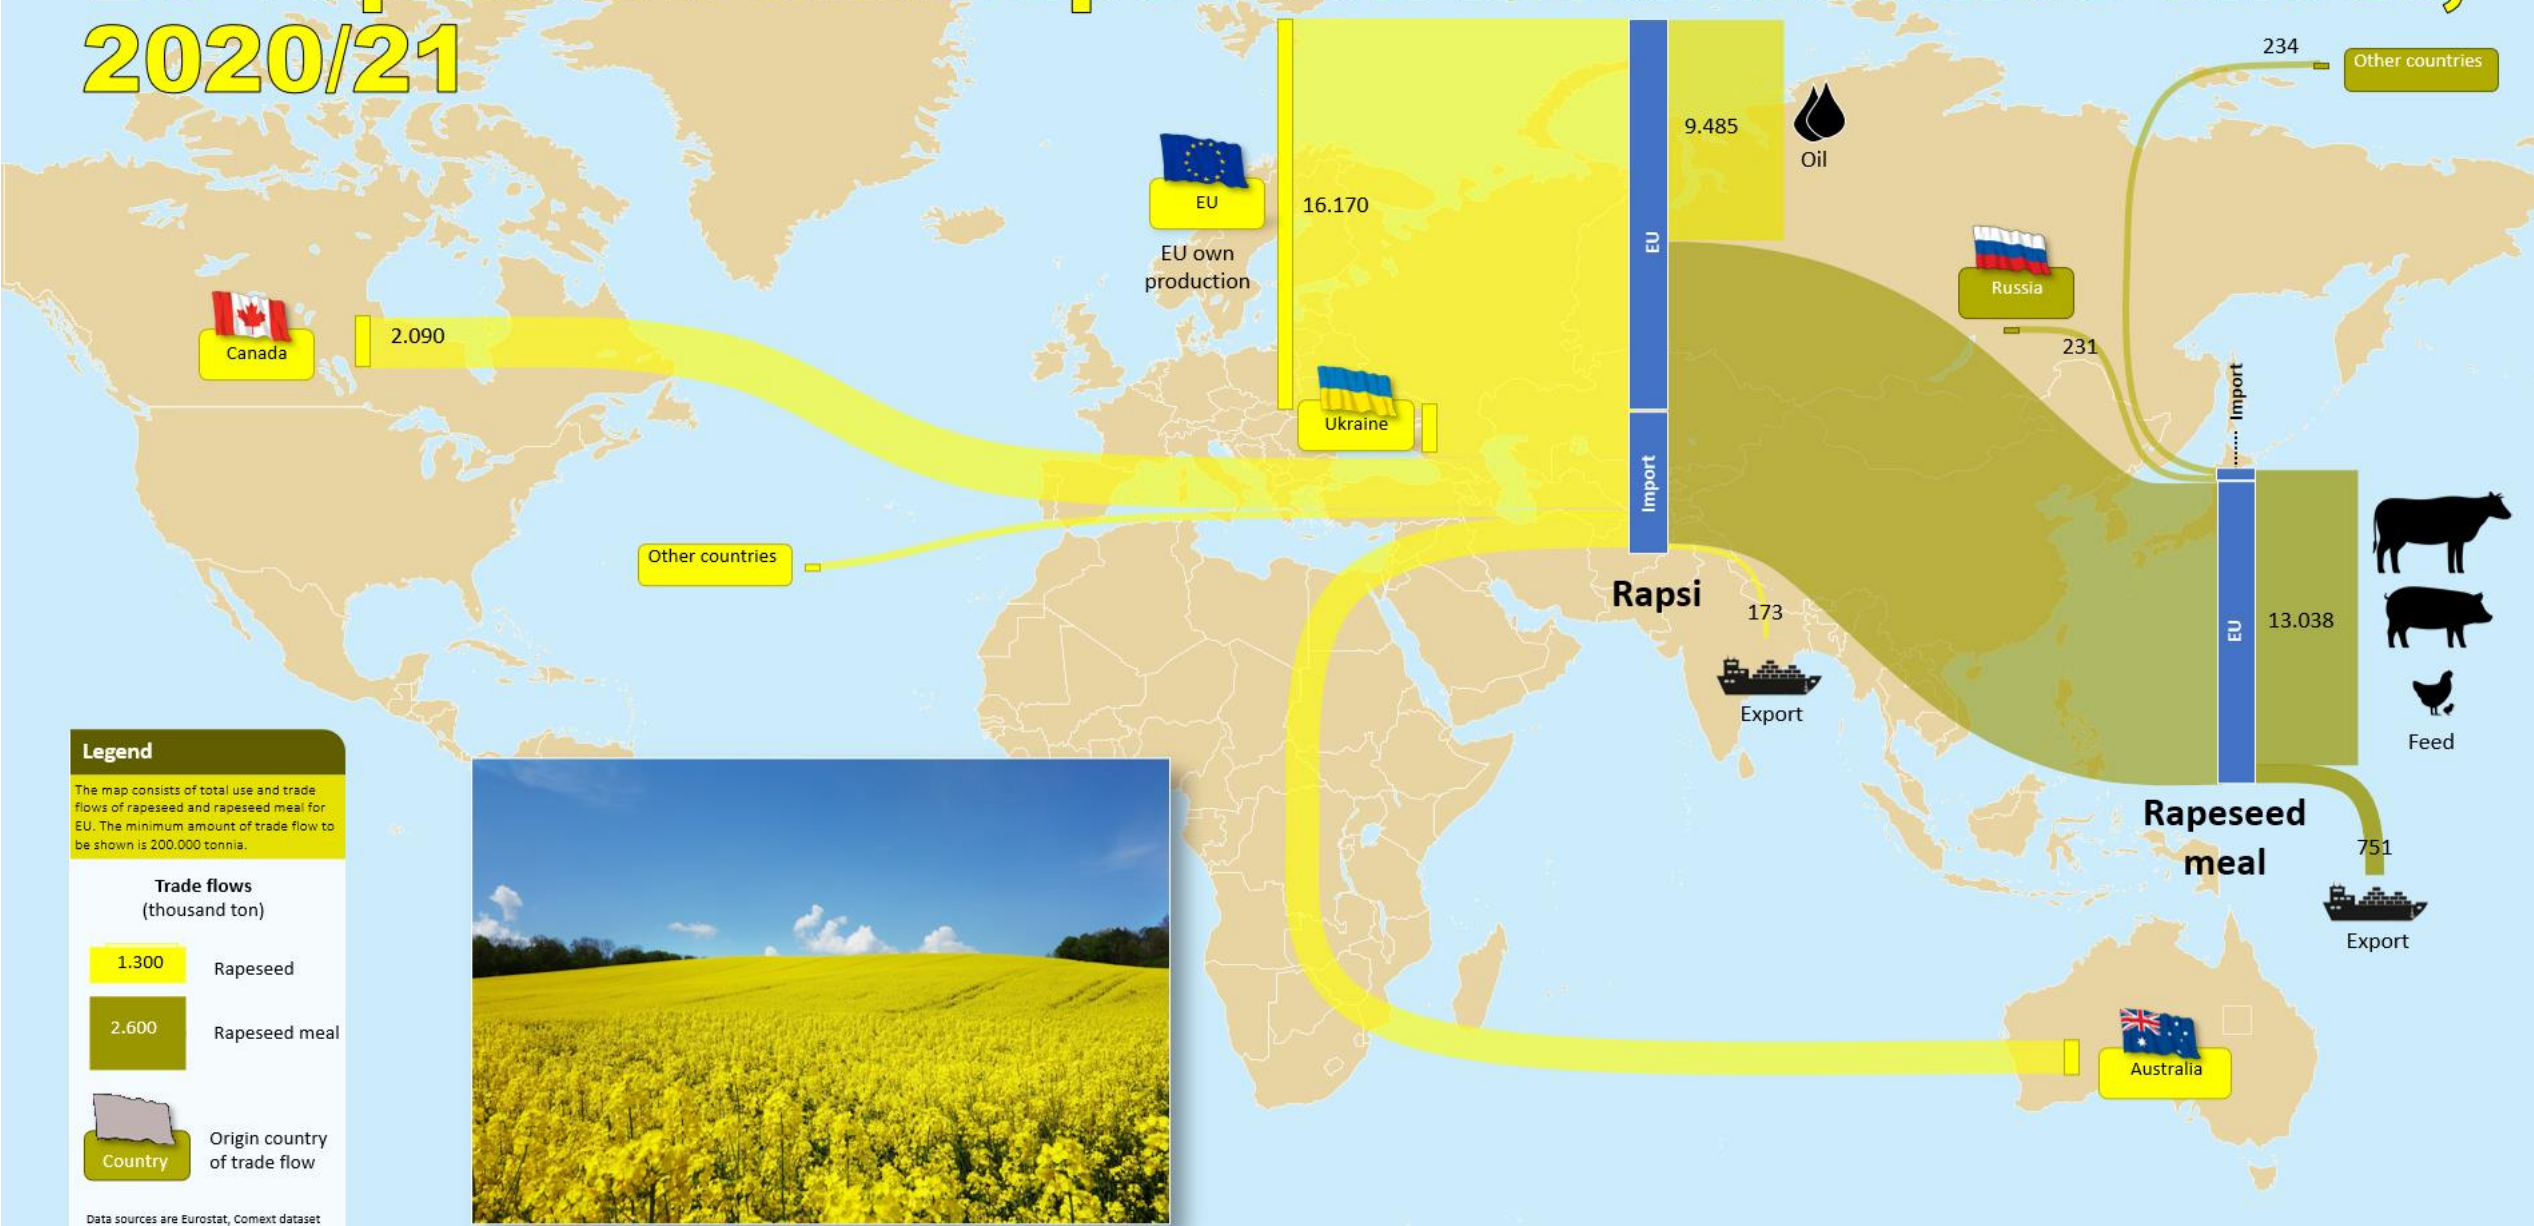 2020/21
234
Other countries
9.485
Oil
EU
16.170
EU
EU own
production
Russia
231
Canada
2.090
Ukraine
Import
Import
Other countries
Rapsi
173
Export
EU
13.038
Feed
Rapeseed
meal
751
Export
Australia
Legend
The map consists of total use and trade
flows of rapeseed and rapeseed meal for
EU. The minimum amount of trade flow to
be shown is 200.000 tonnia.
Trade flows
(thousand ton)
1.300
Rapeseed
2.600
Rapeseed meal
Country
Origin country
of trade flow
Data sources are Eurostat, Comext dataset